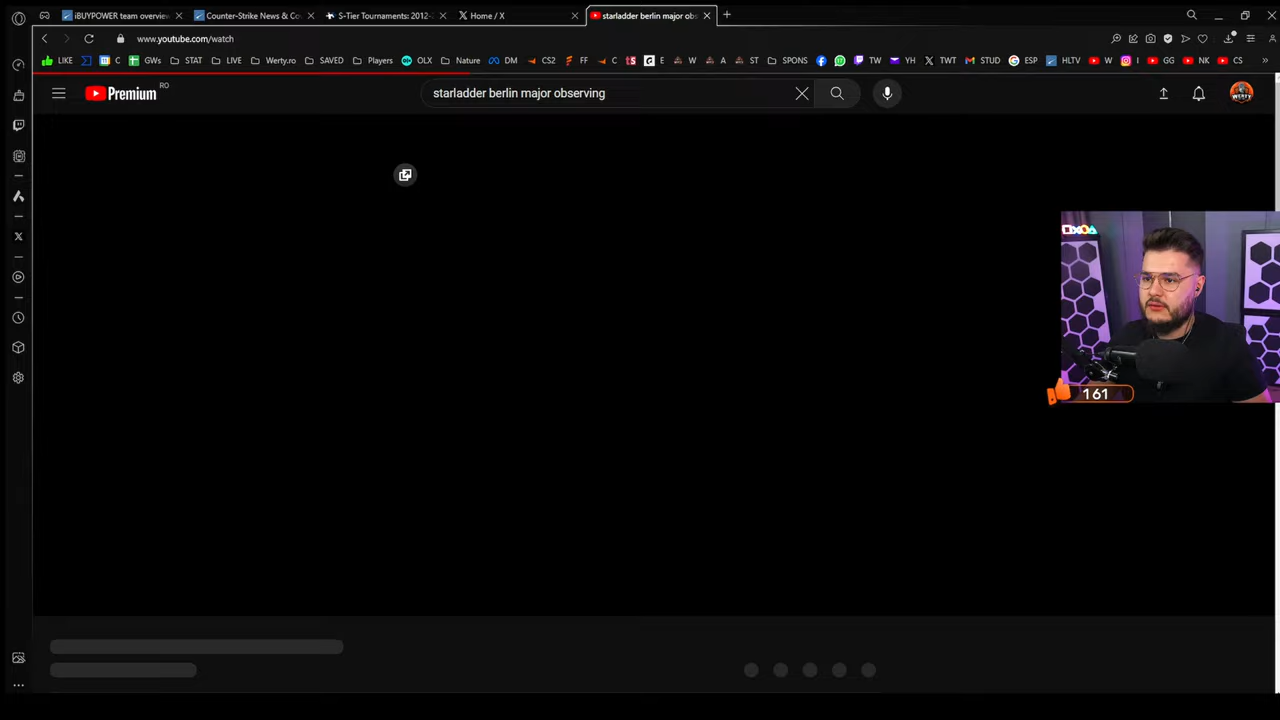 iBUYPOWER team overview
Counter-Strike News & Co
S-Tier Tournaments: 2012-
Home / X
starladder berlin major obs
www.youtube.com/watch
LIKE
C
GWs
STAT
LIVE
Werty.ro
SAVED
Players
OLX
Nature
DM
CS2
FF
C
S
E
W
A
ST
SPONS
TW
YH
TWT
STUD
ESP
HLTV
W
I
GG
NK
CS
Premium
RO
starladder berlin major observing
161